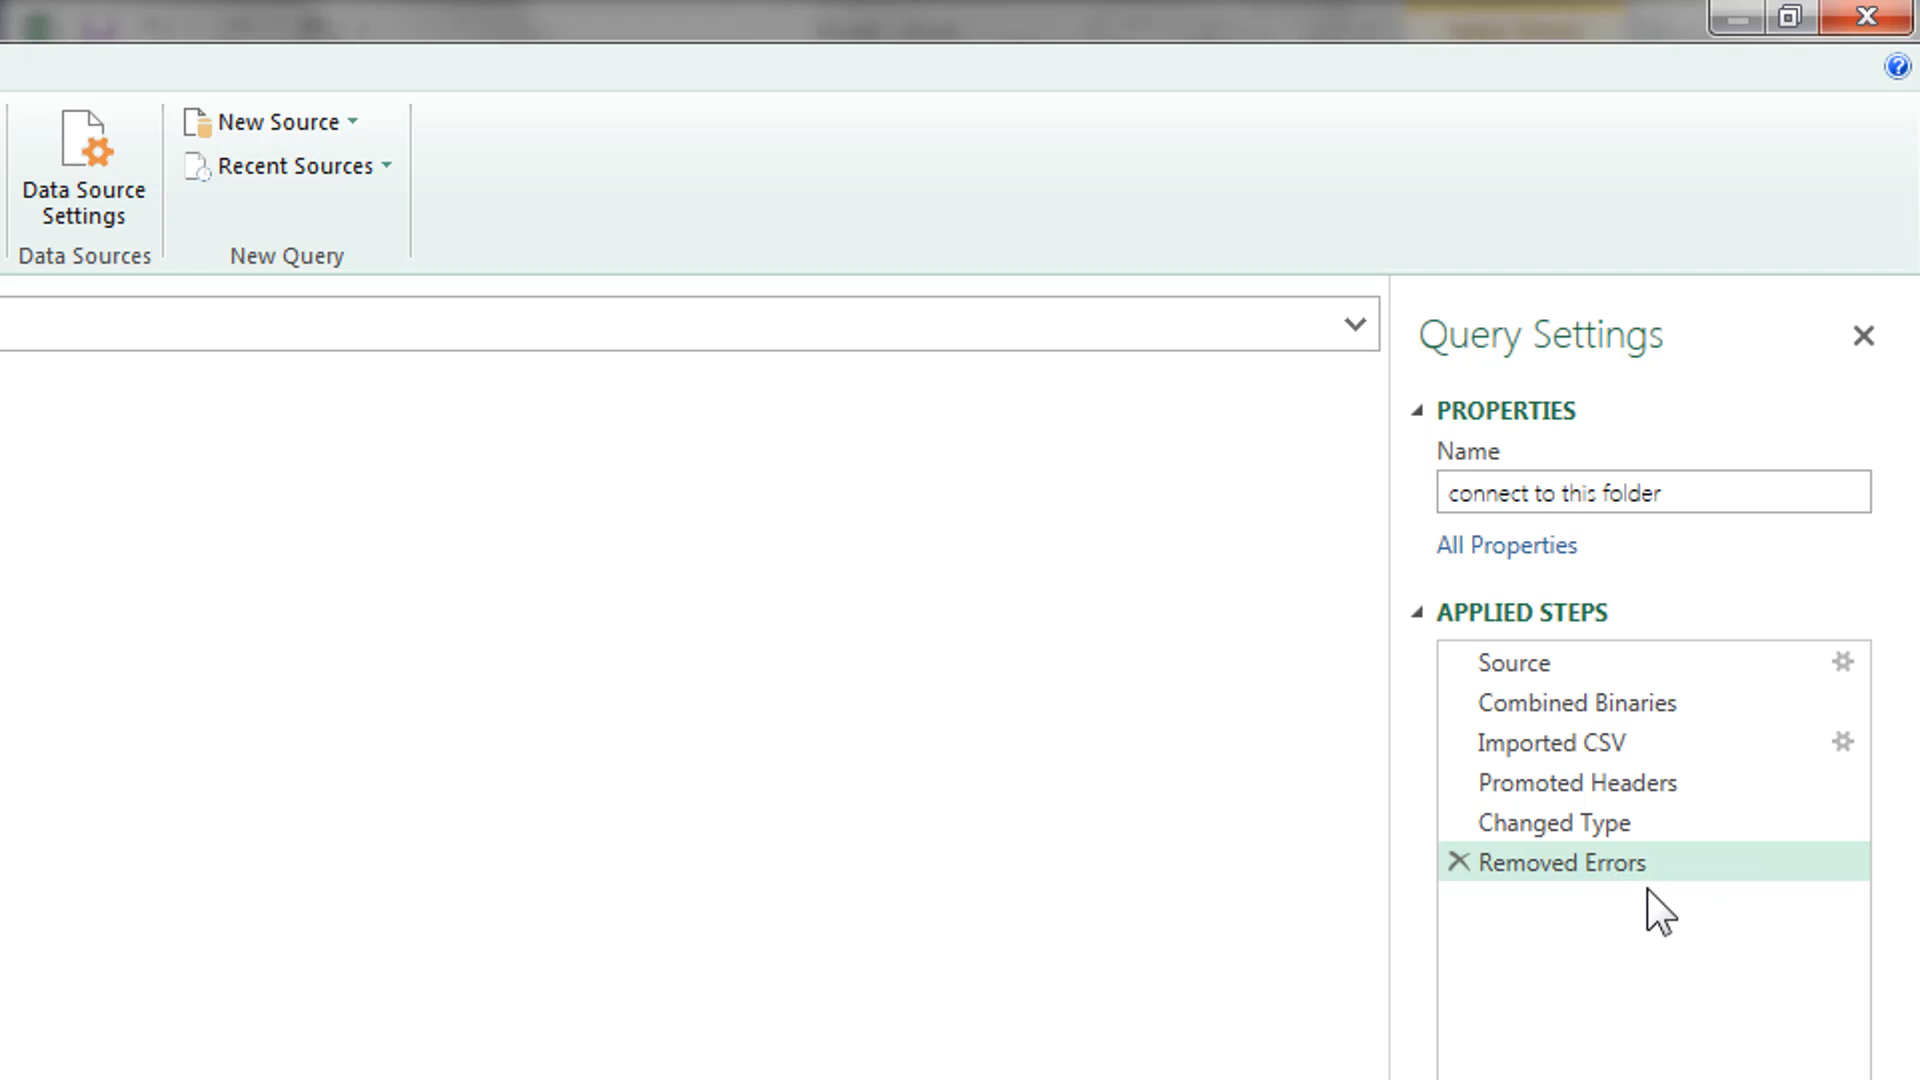 New Source
Recent Sources
Data Source
Settings
Data Sources
New Query
Query Settings
PROPERTIES
Name
connect to this folder
All Properties
APPLIED STEPS
Source
Combined Binaries
Imported CSV
Promoted Headers
Changed Type
Removed Errors